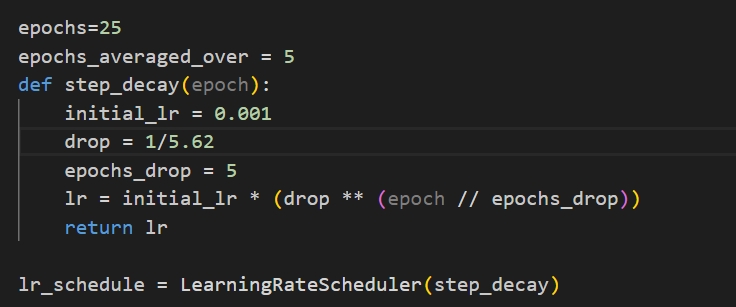 epochs=25
epochs_averaged_over = 5
def step_decay(epoch):
    initial_lr = 0.001
    drop = 1/5.62
    epochs_drop = 5
    lr = initial_lr * (drop ** (epoch // epochs_drop))
    return lr

lr_schedule = LearningRateScheduler(step_decay)